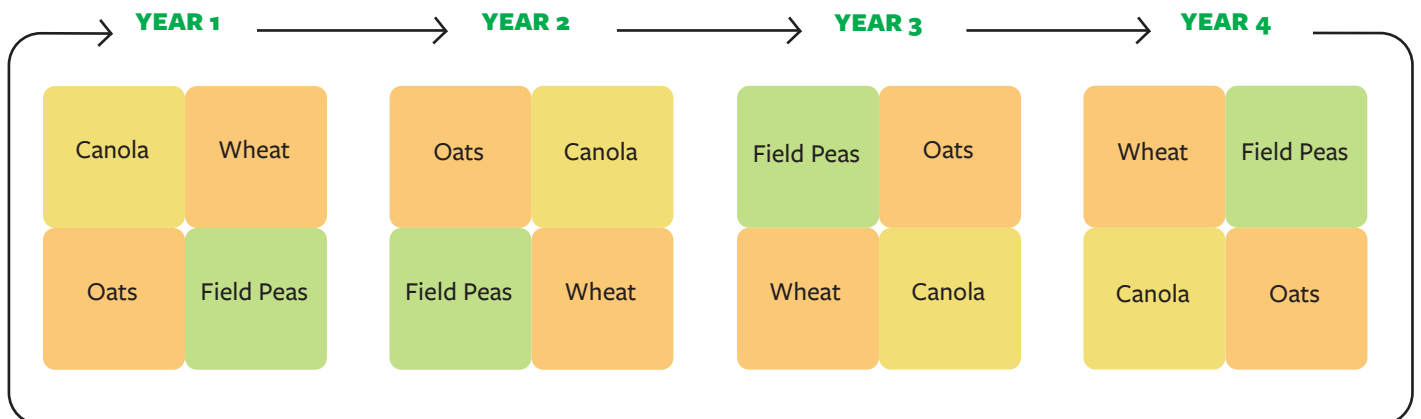 YEAR 1 YEAR 2 YEAR 3 YEAR 4
Canola Wheat Oats Canola Field Peas Oats Wheat Field Peas
Oats Field Peas Field Peas Wheat Wheat Canola Canola Oats